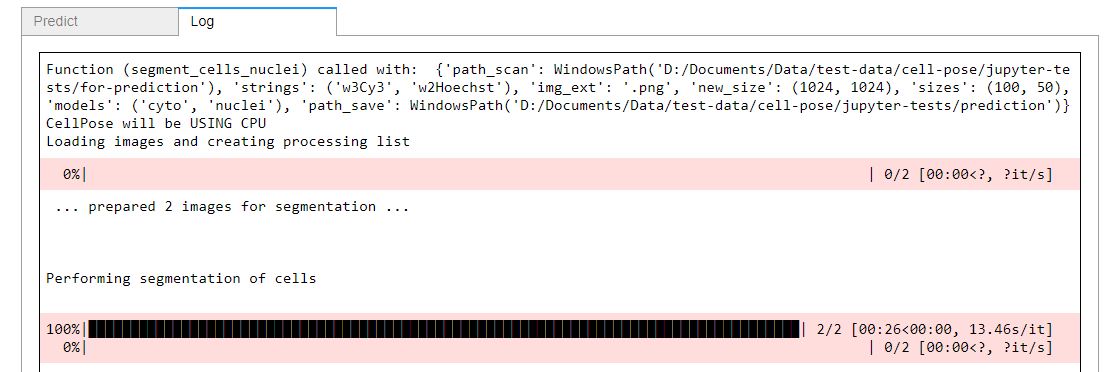 Predict
Log
Function (segment_cells_nuclei) called with:  {'path_scan': WindowsPath('D:/Documents/Data/test-data/cell-pose/jupyter-te
sts/for-prediction'), 'strings': ('w3Cy3', 'w2Hoechst'), 'img_ext': '.png', 'new_size': (1024, 1024), 'sizes': (100, 50),
'models': ('cyto', 'nuclei'), 'path_save': WindowsPath('D:/Documents/Data/test-data/cell-pose/jupyter-tests/prediction')}
CellPose will be USING CPU
Loading images and creating processing list
0%| | 0/2 [00:00<?, ?it/s]
... prepared 2 images for segmentation ...
Performing segmentation of cells
100%| | 2/2 [00:26<00:00, 13.46s/it]
0%| | 0/2 [00:00<?, ?it/s]